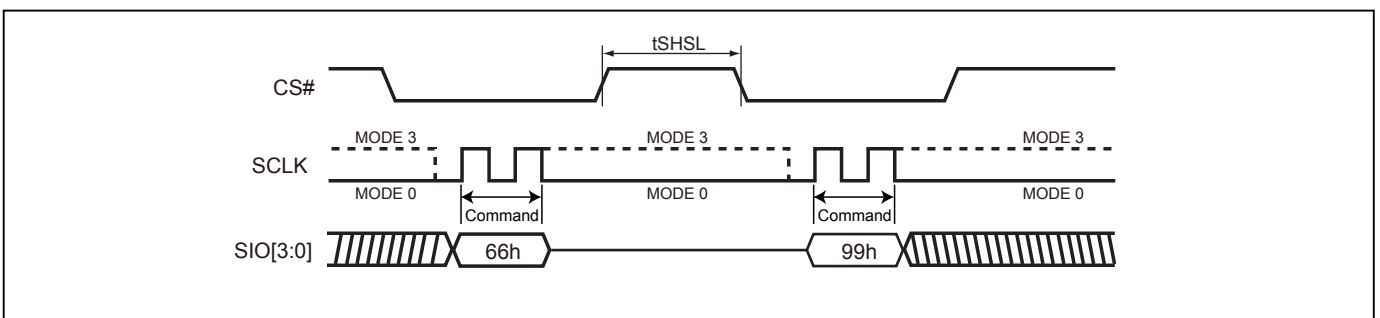 tSHSL
CS#
MODE 3 MODE 3 MODE 3
SCLK
MODE 0 MODE 0 MODE 0
Command Command
SIO[3:0] 66h 99h